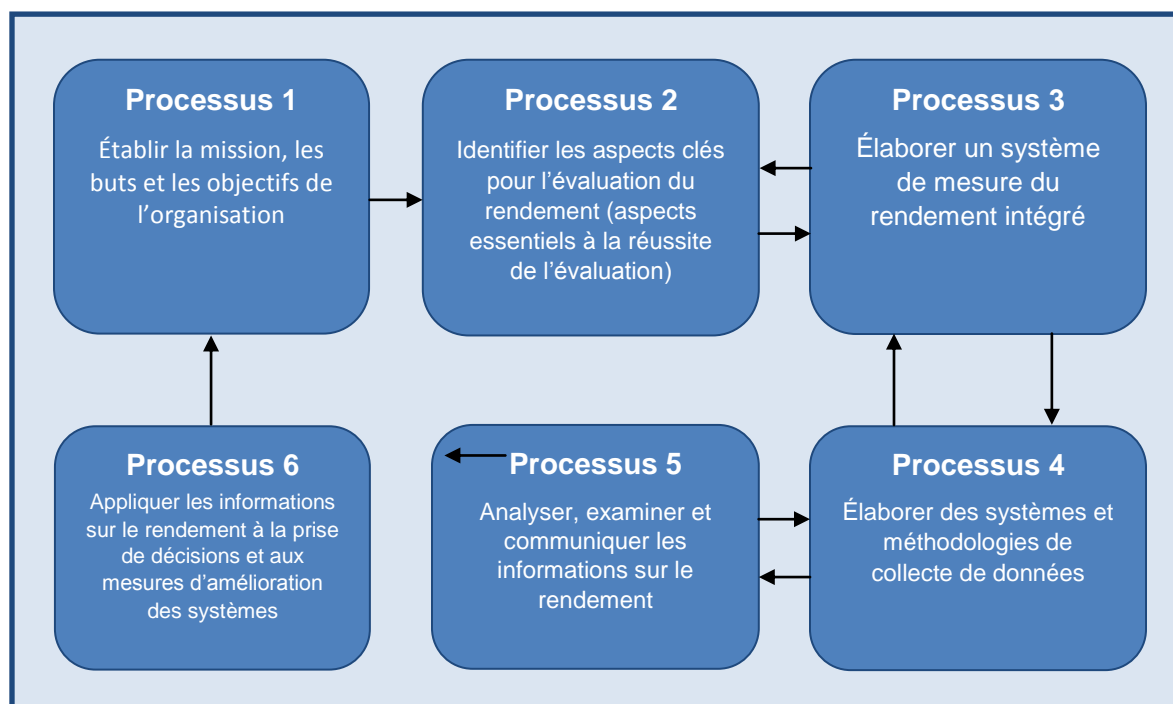 Processus 1
Établir la mission, les
buts et les objectifs de
l’organisation
Processus 2
Identifier les aspects clés
pour l’évaluation du
rendement (aspects
essentiels à la réussite
de l’évaluation)
Processus 3
Élaborer un système
de mesure du
rendement intégré
Processus 6
Appliquer les informations
sur le rendement à la prise
de décisions et aux
mesures d’amélioration
des systèmes
Processus 5
Analyser, examiner et
communiquer les
informations sur le
rendement
Processus 4
Élaborer des systèmes et
méthodologies de
collecte de données